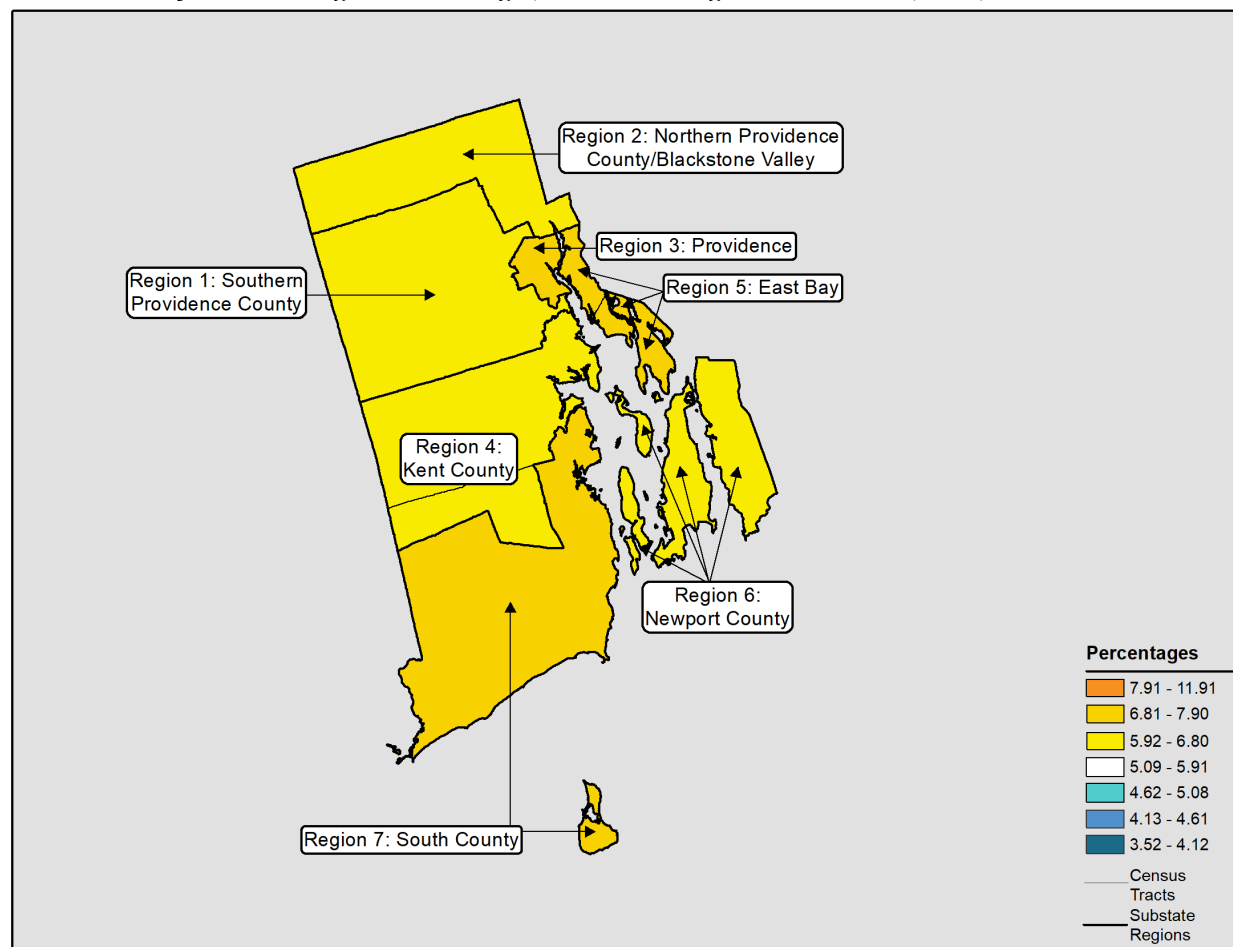 Region 2: Northern Providence
County/Blackstone Valley
Region 3: Providence
Region 1: Southern
Providence County
Region 5: East Bay
Region 4:
Kent County
Region 6:
Newport County
Region 7: South County
Percentages
7.91 - 11.91
6.81 - 7.90
5.92 - 6.80
5.09 - 5.91
4.62 - 5.08
4.13 - 4.61
3.52 - 4.12
Census
Tracts
Substate
Regions